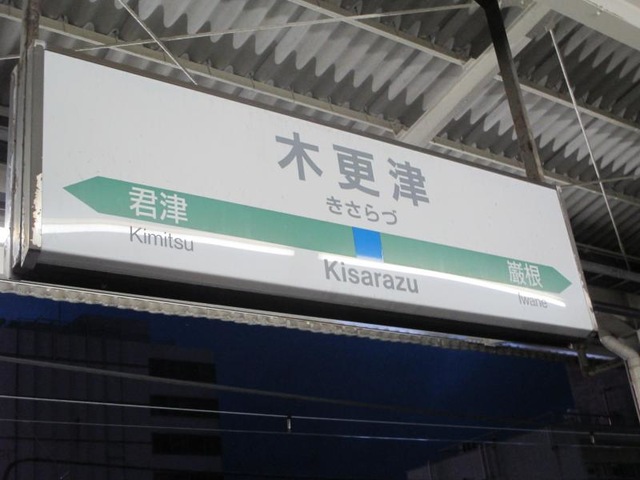 木更津
きさらづ
君津
巌根
Kimitsu
Kisarazu
Iwane